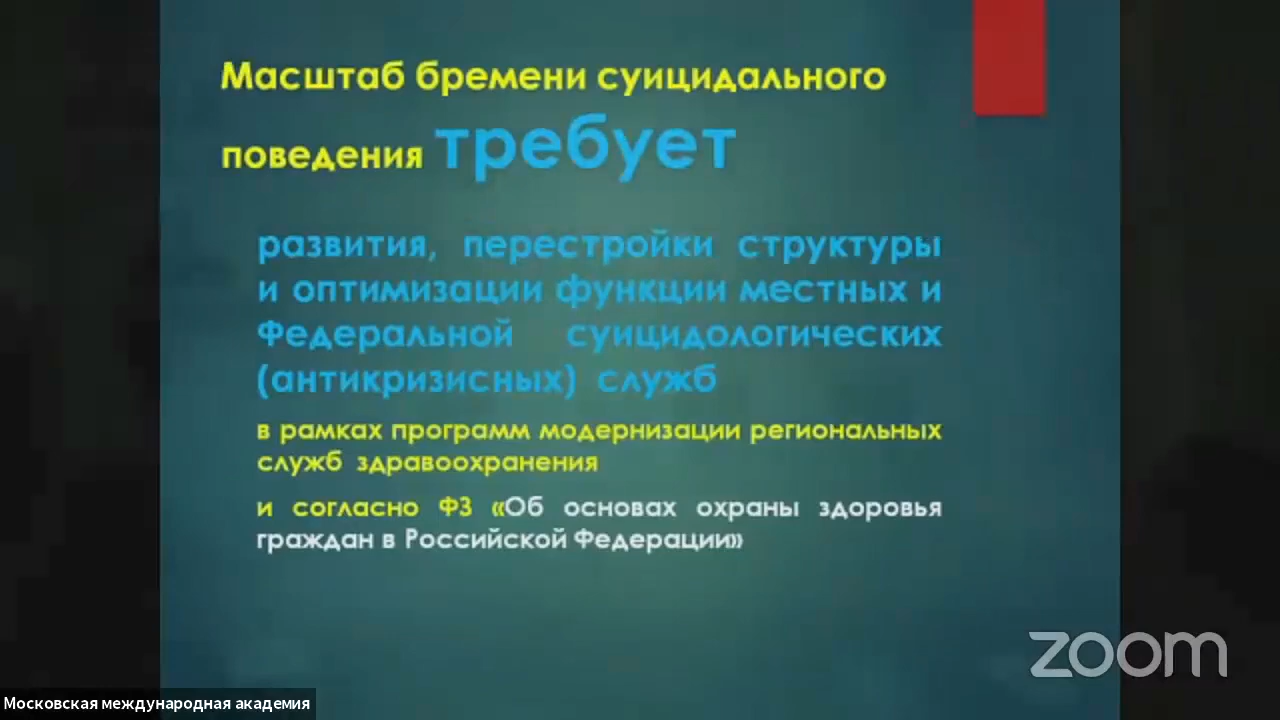 Масштаб бремени суицидального
поведения требует
развития, перестройки структуры
и оптимизации функции местных и
Федеральной суицидологических
(антикризисных) служб
в рамках программ модернизации региональных
служб здравоохранения
и согласно ФЗ «Об основах охраны здоровья
граждан в Российской Федерации»
zoom
Московская международная академия